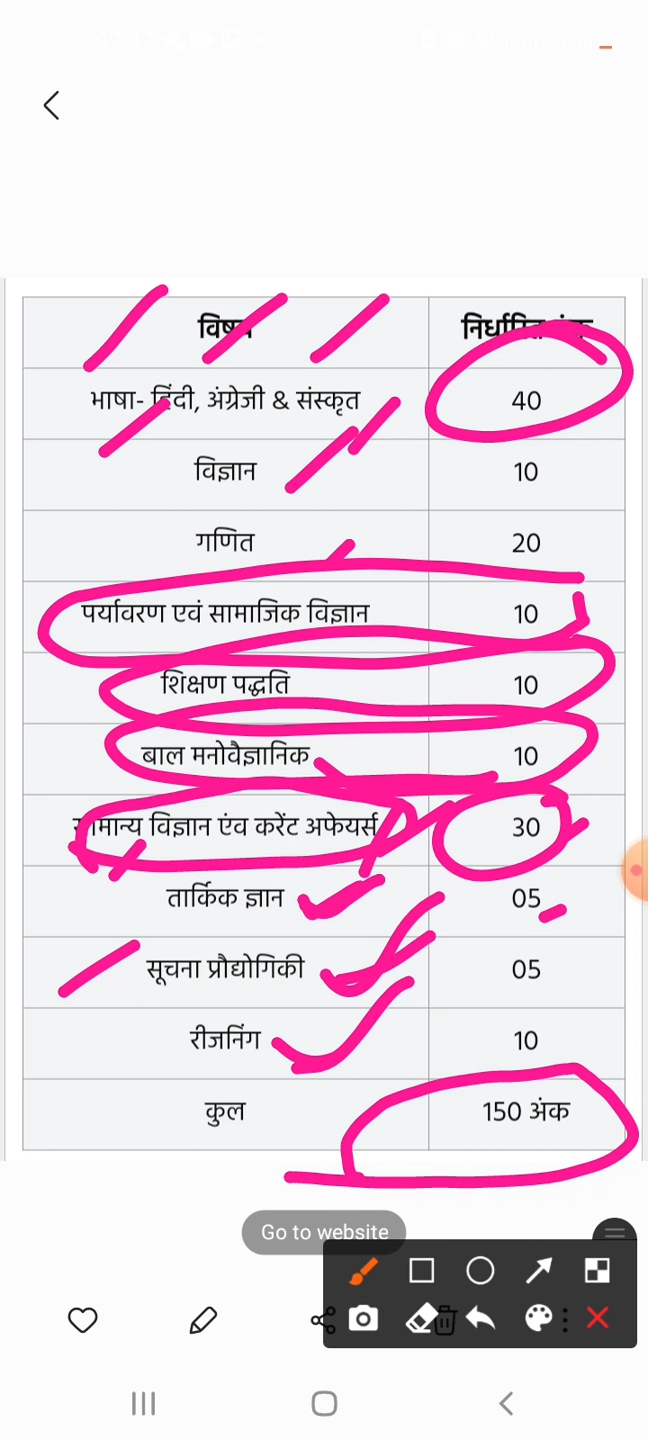 विषय निर्धारित अंक
भाषा- हिंदी, अंग्रेजी & संस्कृत 40
विज्ञान 10
गणित 20
पर्यावरण एवं सामाजिक विज्ञान 10
शिक्षण पद्धति 10
बाल मनोवैज्ञानिक 10
सामान्य विज्ञान एंव करेंट अफेयर्स 30
तार्किक ज्ञान 05
सूचना प्रौद्योगिकी 05
रीजनिंग 10
कुल 150 अंक
Go to website